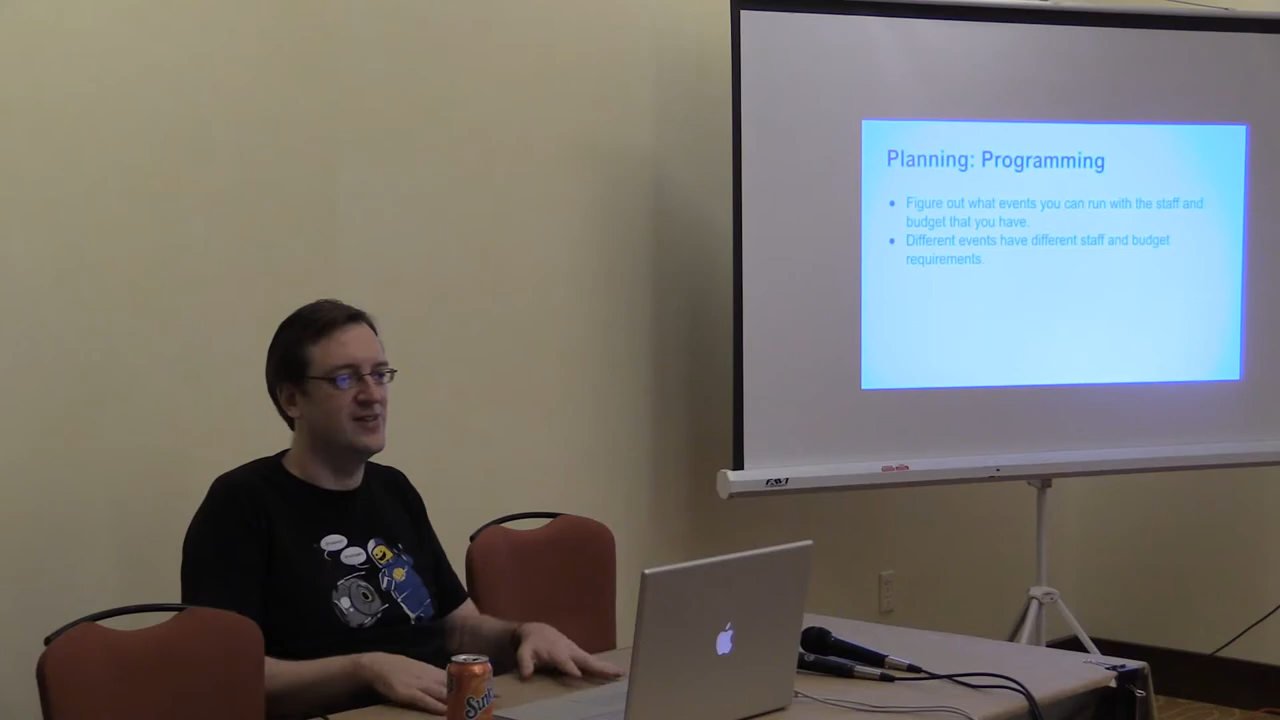 Planning: Programming
• Figure out what events you can run with the staff and
budget that you have.
• Different events have different staff and budget
requirements.
FAVI